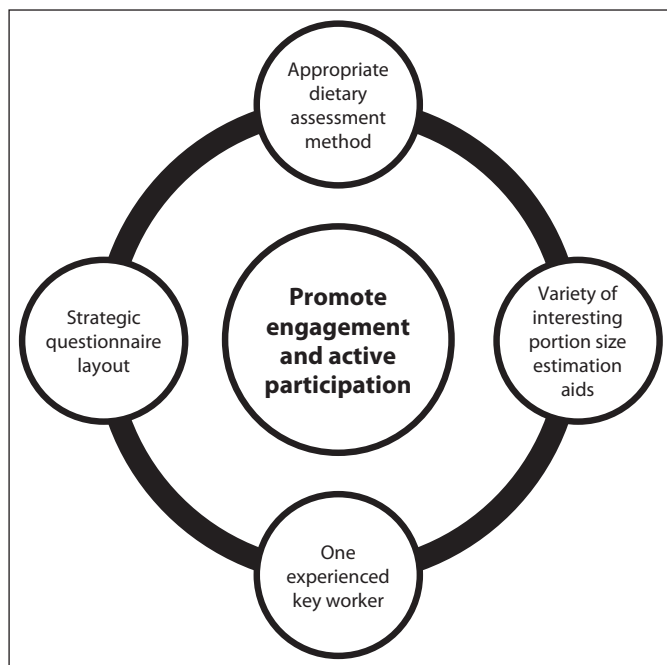 Appropriate
dietary
assessment
method
Strategic
questionnaire
layout
Promote
engagement
and active
participation
Variety of
interesting
portion size
estimation
aids
One
experienced
key worker